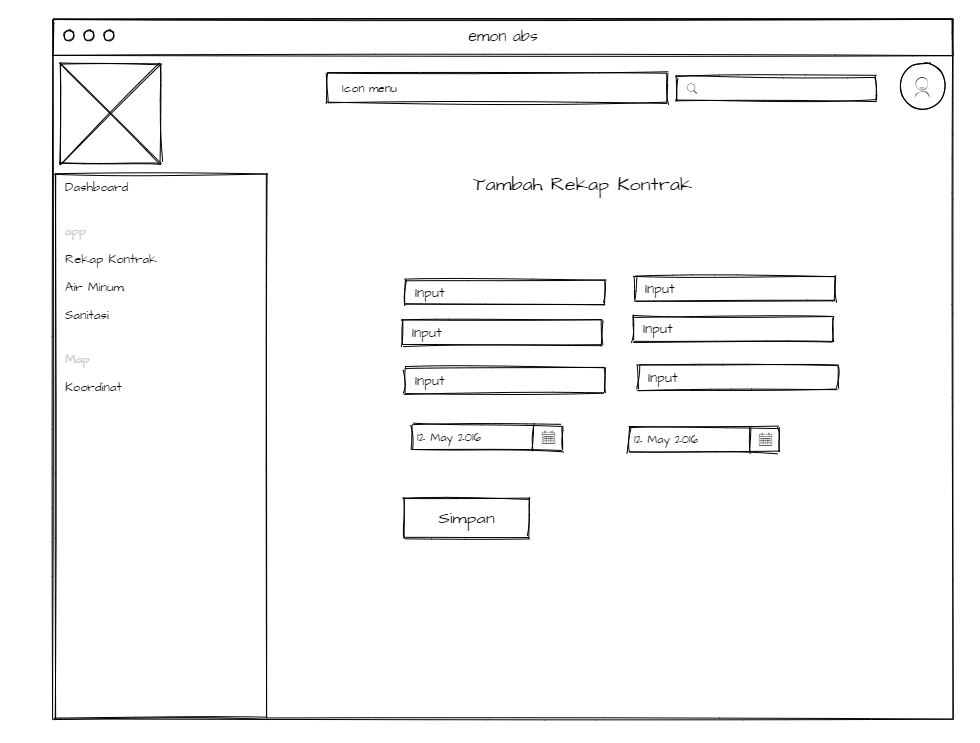 emon abs
Icon menu
Dashboard
app
Rekap Kontrak
Air Minum
Sanitasi
Map
Koordinat
Tambah Rekap Kontrak
Input
Input
Input
Input
Input
Input
12 May 2016
12 May 2016
Simpan